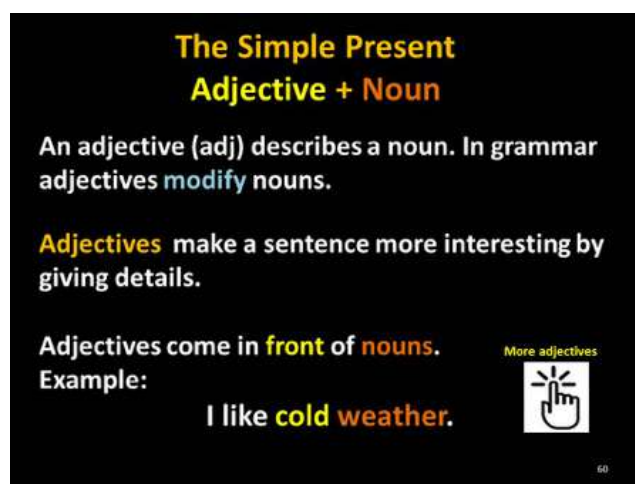 The Simple Present
Adjective + Noun
An adjective (adj) describes a noun. In grammar
adjectives modify nouns.
Adjectives make a sentence more interesting by
giving details.
Adjectives come in front of nouns.
More adjectives
Example:
I like cold weather.
60